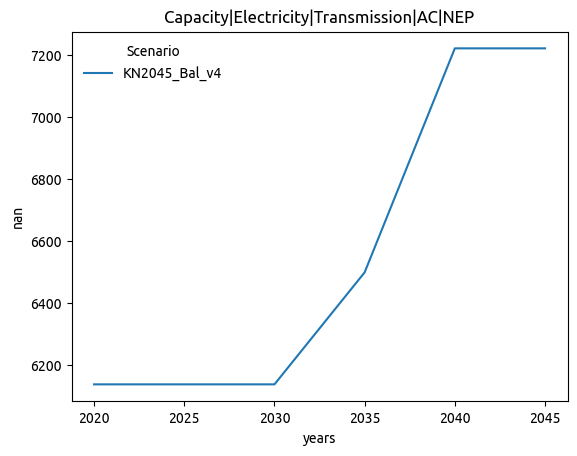 Capacity|Electricity|Transmission|AC|NEP
Scenario
KN2045_Bal_v4
7200
7000
6800
6600
6400
6200
nan
2020 2025 2030 2035 2040 2045
years